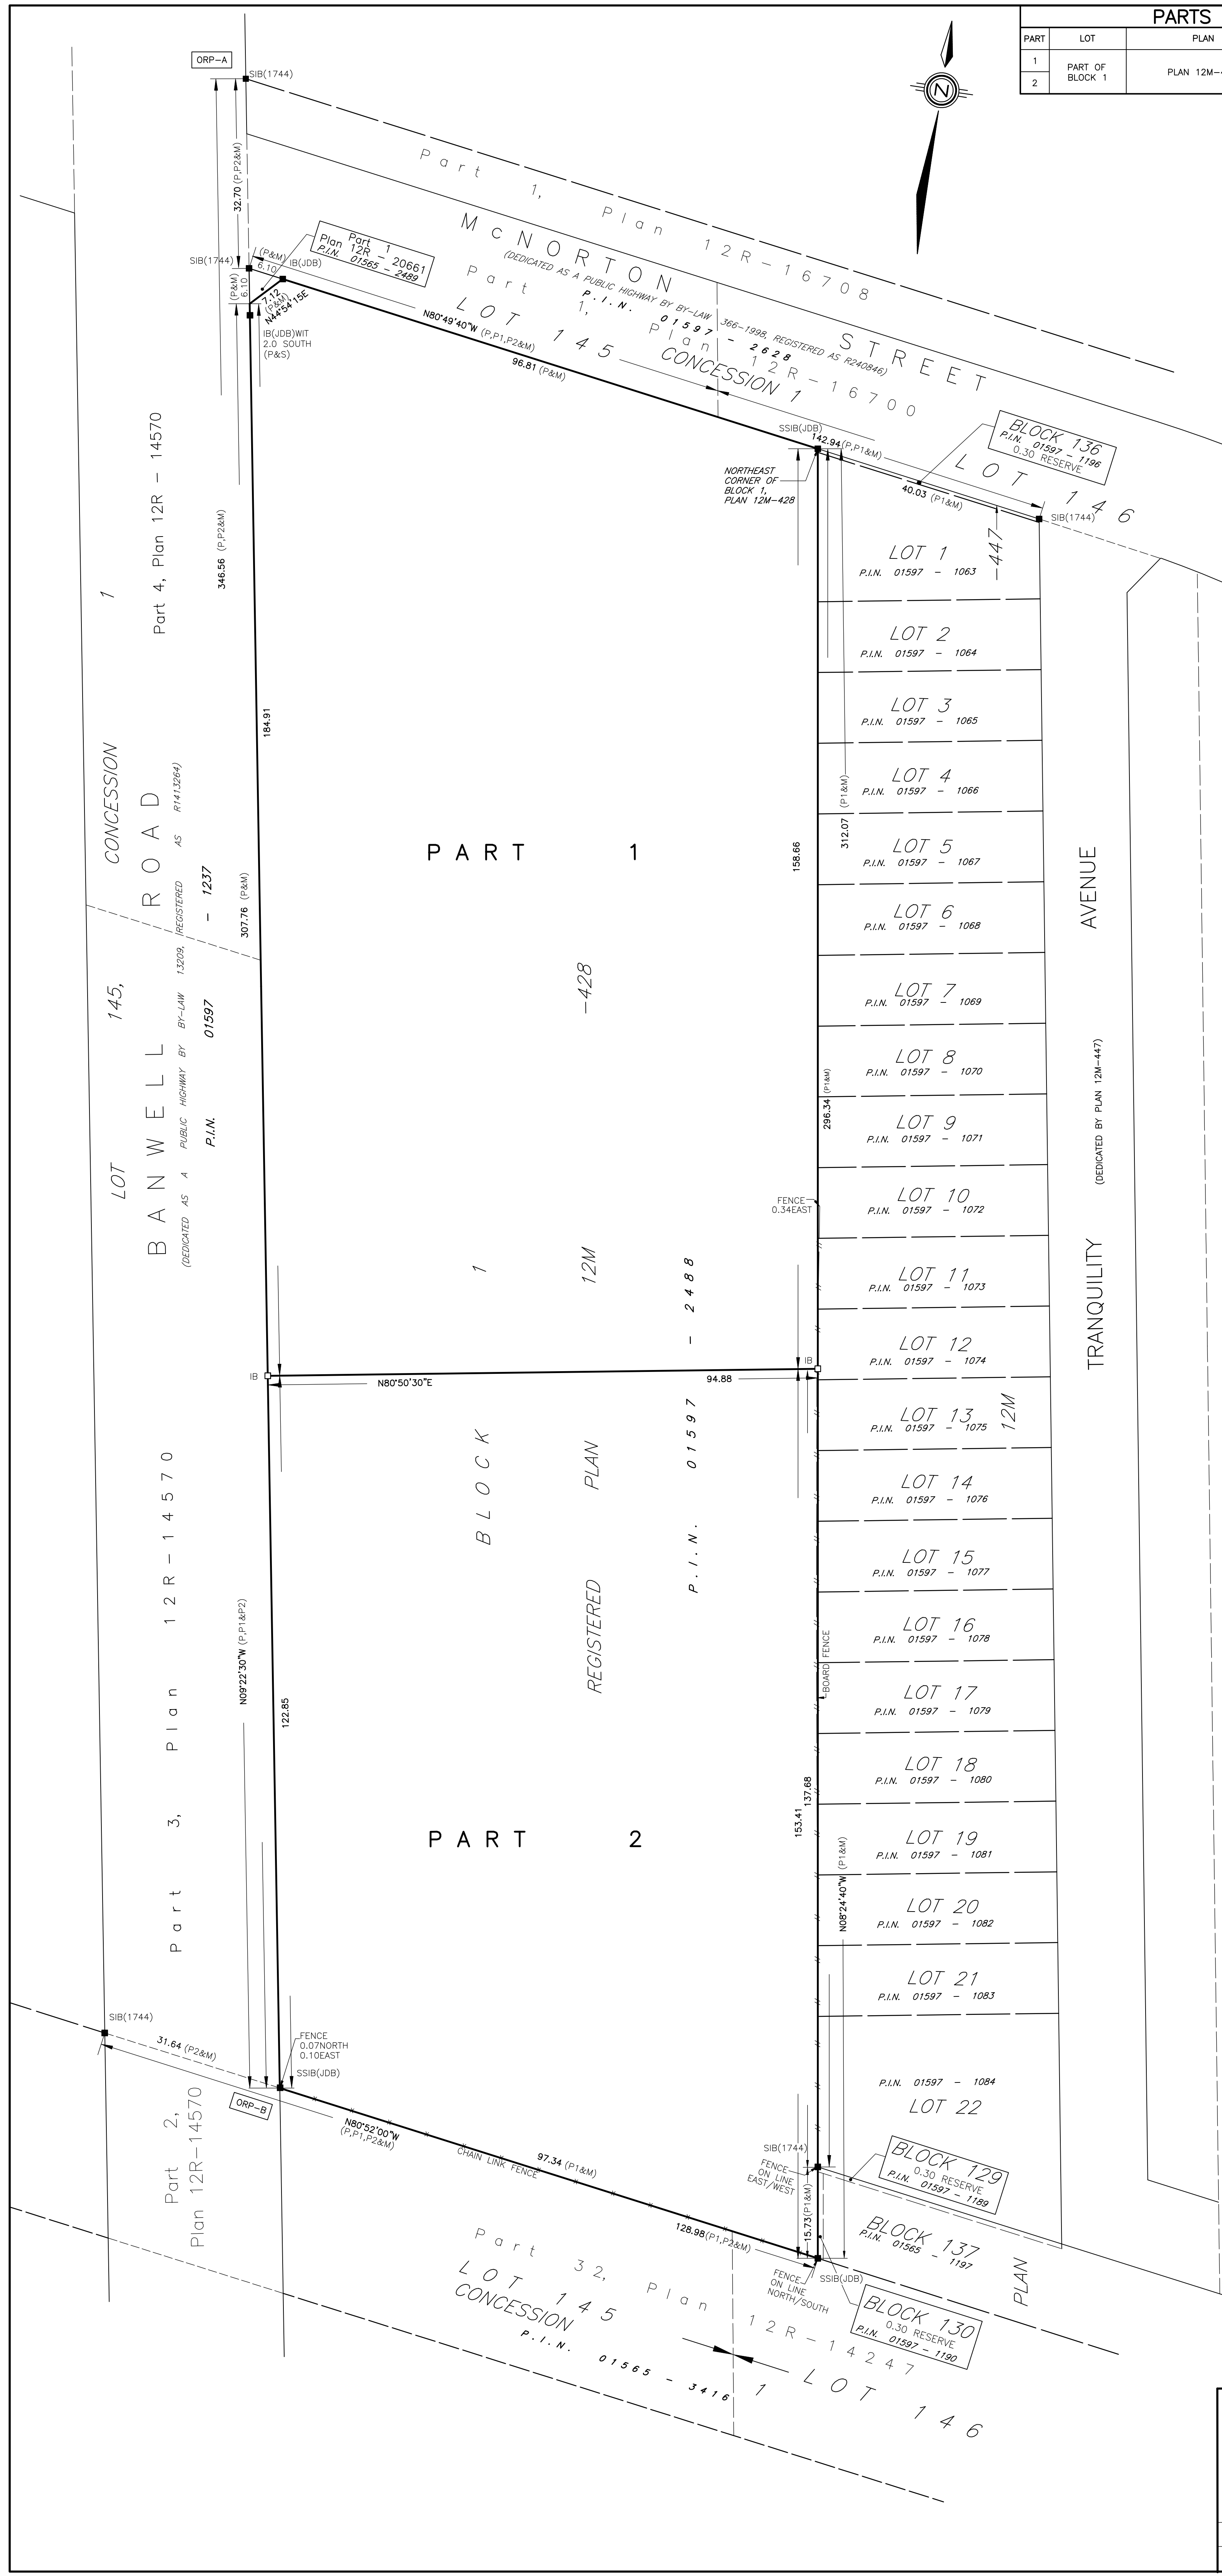 PARTS
PART LOT PLAN
1
2
PART OF
BLOCK 1
PLAN 12M-4
ORP-A
SIB(1744)
N
32.70 (P,P2&M)
Part 1, Plan 12R-16708
McNORTON STREET
(DEDICATED AS A PUBLIC HIGHWAY BY BY-LAW 366-1998, REGISTERED AS R240846)
P.I.N. 01597 - 2628
Part 1, Plan 12R-16700
LOT 145
CONCESSION 1
Part 1
Plan 12R - 20661
P.I.N. 01565 - 2489
SIB(1744)
(P&M)
6.10
IB(JDB)
(P&M)
6.10
7.12
(P&M)
N44°54'15"E
IB(JDB)WIT
2.0 SOUTH
(P&S)
N80°49'40"W (P,P1,P2&M)
96.81 (P&M)
SSIB(JDB)
142.94 (P,P1&M)
NORTHEAST
CORNER OF
BLOCK 1,
PLAN 12M-428
BLOCK 136
P.I.N. 01597 - 1196
0.30 RESERVE
LOT 146
40.03 (P1&M)
SIB(1744)
-447
346.56 (P,P2&M)
Part 4, Plan 12R - 14570
LOT 145, CONCESSION 1
BANWELL ROAD
(DEDICATED AS A PUBLIC HIGHWAY BY BY-LAW 13209, REGISTERED AS R1413264)
P.I.N. 01597 - 1237
184.91
307.76 (P&M)
PART 1
158.66
312.07 (P1&M)
296.34 (P1&M)
LOT 1
P.I.N. 01597 - 1063
LOT 2
P.I.N. 01597 - 1064
LOT 3
P.I.N. 01597 - 1065
LOT 4
P.I.N. 01597 - 1066
LOT 5
P.I.N. 01597 - 1067
LOT 6
P.I.N. 01597 - 1068
LOT 7
P.I.N. 01597 - 1069
LOT 8
P.I.N. 01597 - 1070
LOT 9
P.I.N. 01597 - 1071
LOT 10
P.I.N. 01597 - 1072
LOT 11
P.I.N. 01597 - 1073
LOT 12
P.I.N. 01597 - 1074
LOT 13
P.I.N. 01597 - 1075
LOT 14
P.I.N. 01597 - 1076
LOT 15
P.I.N. 01597 - 1077
LOT 16
P.I.N. 01597 - 1078
LOT 17
P.I.N. 01597 - 1079
LOT 18
P.I.N. 01597 - 1080
LOT 19
P.I.N. 01597 - 1081
LOT 20
P.I.N. 01597 - 1082
LOT 21
P.I.N. 01597 - 1083
P.I.N. 01597 - 1084
LOT 22
TRANQUILITY AVENUE
(DEDICATED BY PLAN 12M-447)
PLAN 12M
FENCE
0.34EAST
IB
IB
N80°50'30"E
94.88
BLOCK 1
REGISTERED PLAN 12M -428
P.I.N. 01597 - 2488
Part 3, Plan 12R-14570
N09°22'30"W (P,P1&P2)
122.85
PART 2
BOARD FENCE
137.68
153.41
N08°24'40"W (P1&M)
SIB(1744)
31.64 (P2&M)
FENCE
0.07NORTH
0.10EAST
SSIB(JDB)
ORP-B
Part 2,
Plan 12R-14570
N80°52'00"W
(P,P1,P2&M)
CHAIN LINK FENCE
97.34 (P1&M)
128.98(P1,P2&M)
SIB(1744)
FENCE
ON LINE
EAST/WEST
15.73(P1&M)
BLOCK 129
0.30 RESERVE
P.I.N. 01597 - 1189
BLOCK 137
P.I.N. 01565 - 1197
FENCE
ON LINE
NORTH/SOUTH
SSIB(JDB)
BLOCK 130
0.30 RESERVE
P.I.N. 01597 - 1190
Part 32, Plan 12R-14247
LOT 145
CONCESSION 1
P.I.N. 01565 - 3416
LOT 146